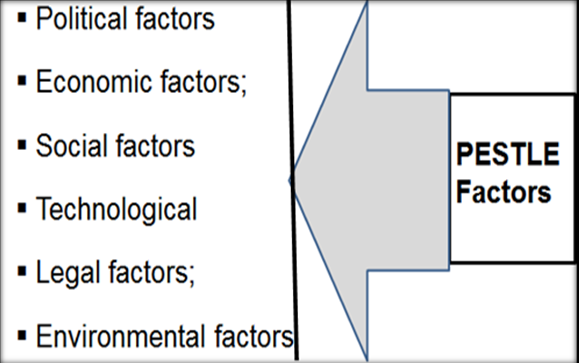 ▪ Political factors
▪ Economic factors;
▪ Social factors
▪ Technological
▪ Legal factors;
▪ Environmental factors
PESTLE
Factors